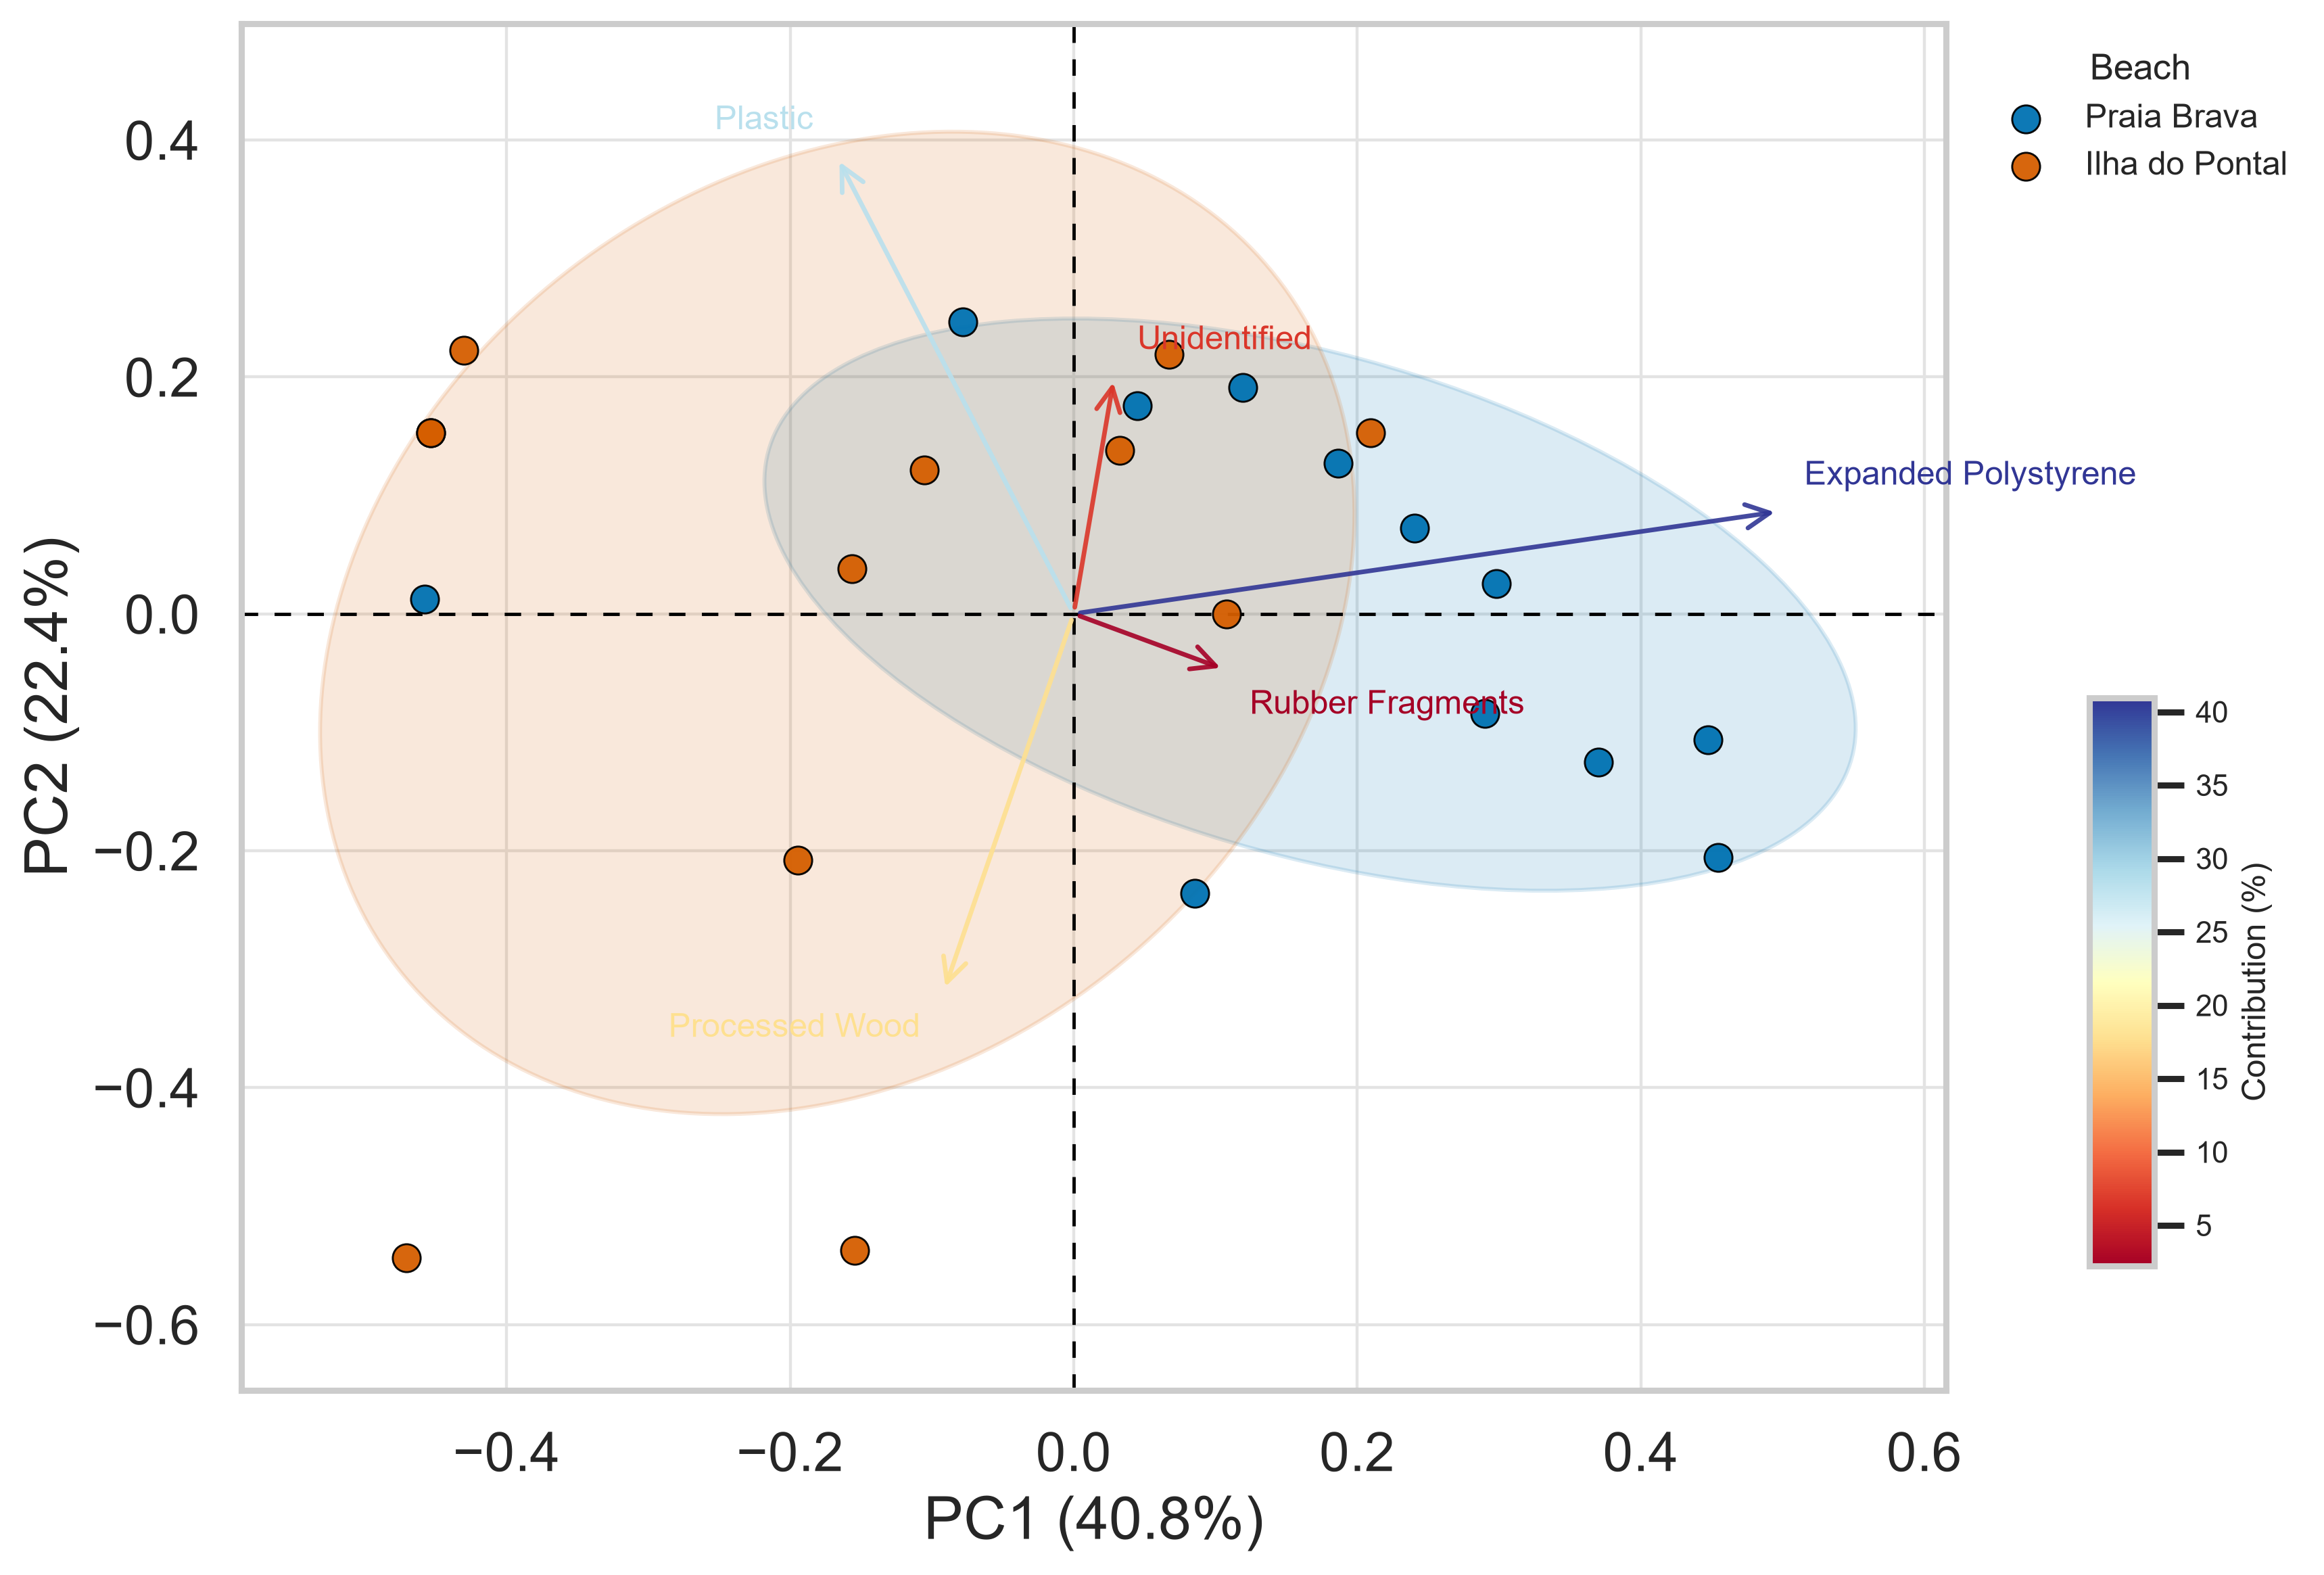 Beach
Praia Brava
Ilha do Pontal
Plastic
Unidentified
Expanded Polystyrene
Rubber Fragments
Processed Wood
0.4
0.2
0.0
−0.2
−0.4
−0.6
PC2 (22.4%)
−0.4
−0.2
0.0
0.2
0.4
0.6
PC1 (40.8%)
40
35
30
25
20
15
10
5
Contribution (%)